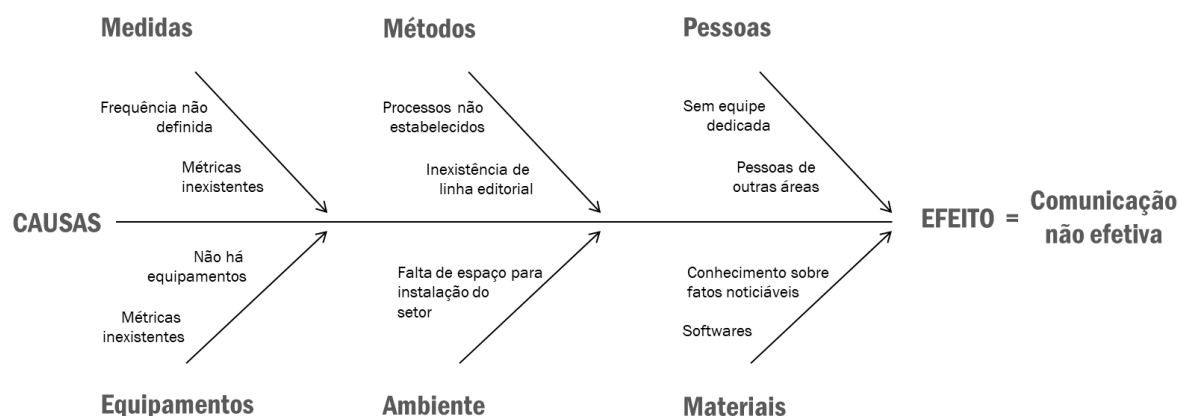 Medidas
Métodos
Pessoas
Frequência não
definida
Métricas
inexistentes
Processos não
estabelecidos
Inexistência de
linha editorial
Sem equipe
dedicada
Pessoas de
outras áreas
CAUSAS
EFEITO = Comunicação
não efetiva
Não há
equipamentos
Métricas
inexistentes
Falta de espaço para
instalação do
setor
Conhecimento sobre
fatos noticiáveis
Softwares
Equipamentos
Ambiente
Materiais